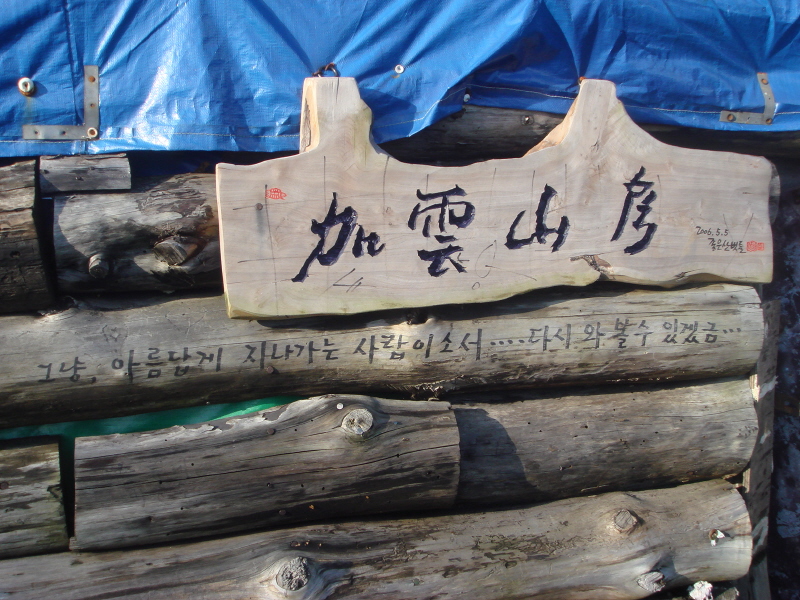 加雲山房
2006.5.5
그냥, 아름답게 지나가는 사람이소서.....다시 와 볼수 있겠금...